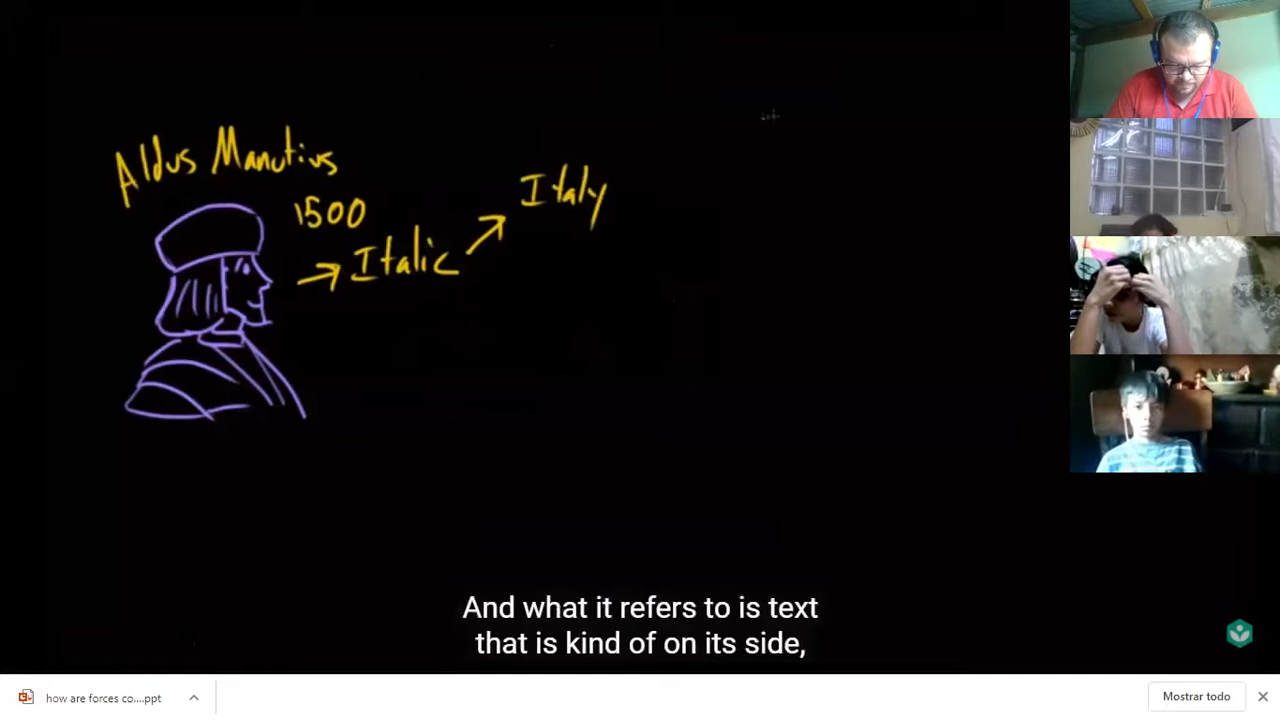 Aldus Manutius
1500
Italic
Italy
And what it refers to is text
that is kind of on its side,
how are forces co....ppt
Mostrar todo